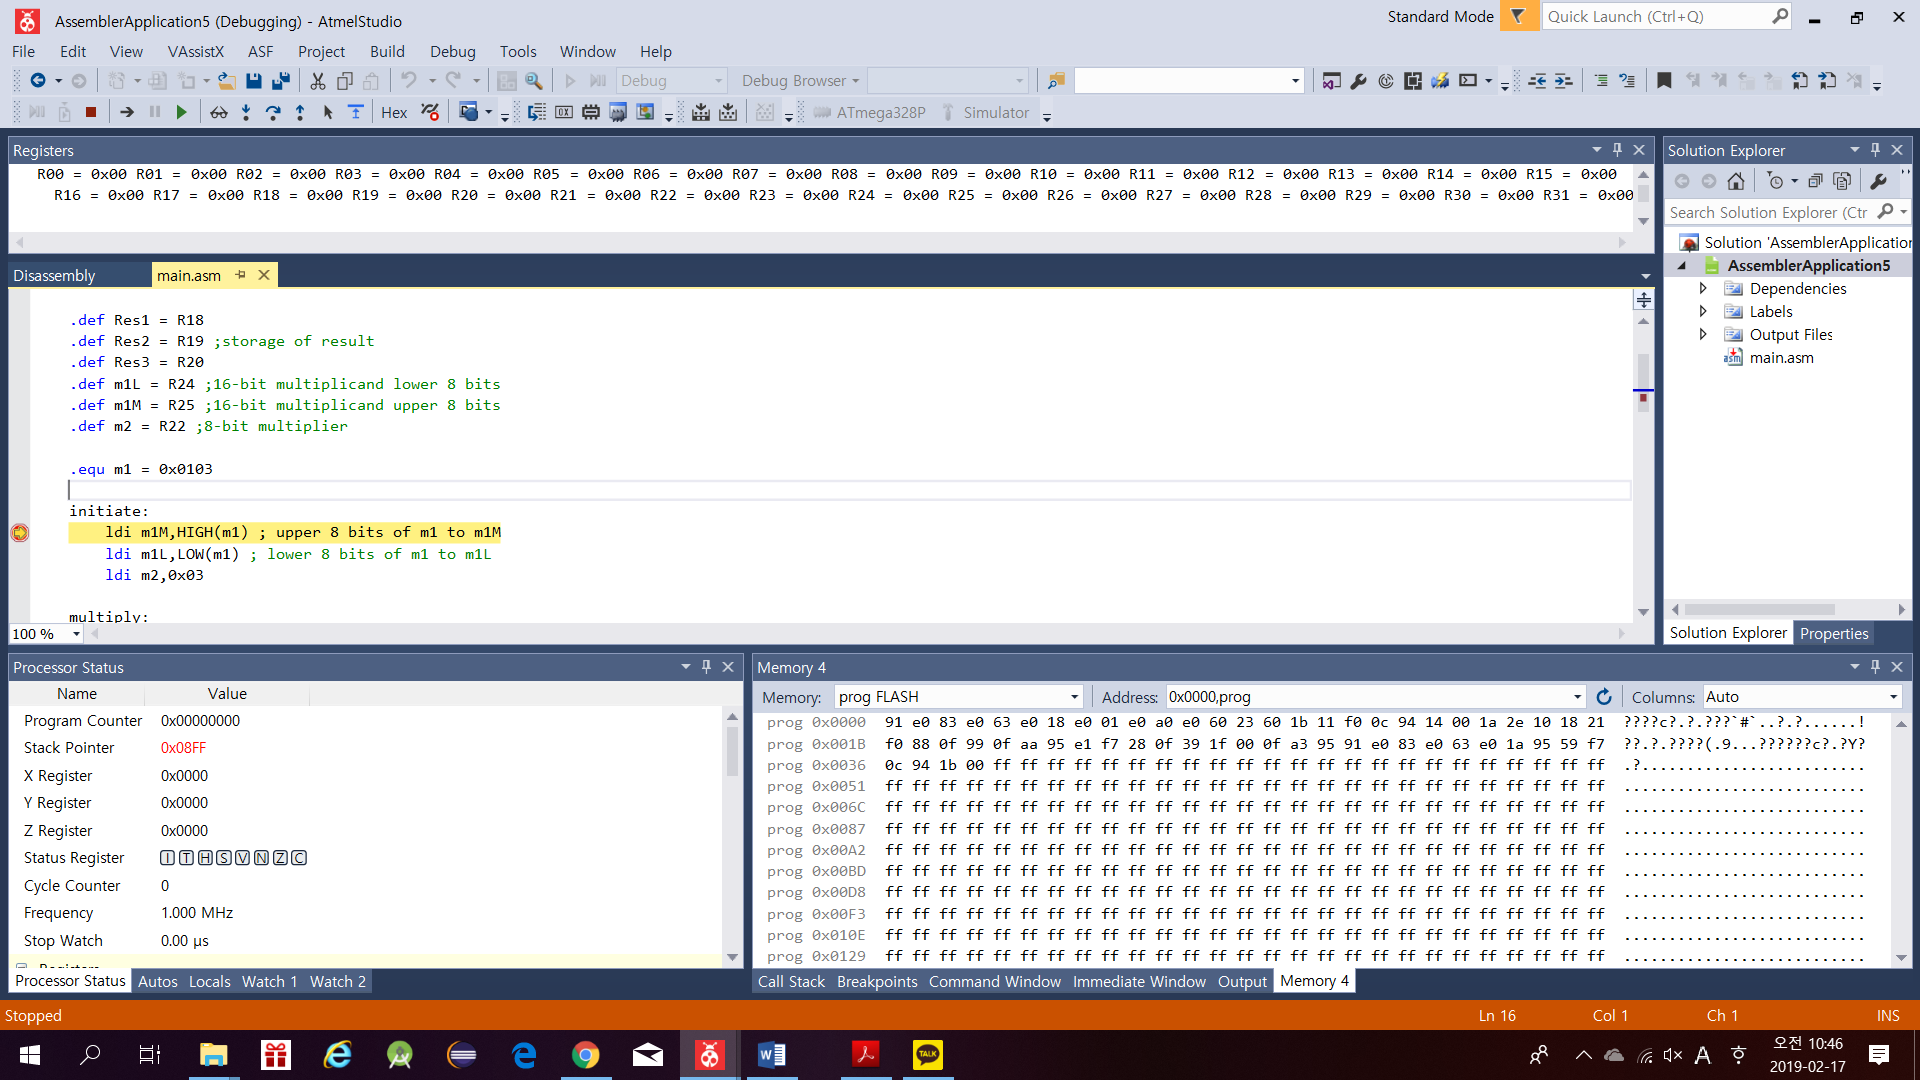 AssemblerApplication5 (Debugging) - AtmelStudio
Standard Mode
Quick Launch (Ctrl+Q)
File Edit View VAssistX ASF Project Build Debug Tools Window Help
Debug
Debug Browser
Hex
ATmega328P
Simulator
Registers
R00 = 0x00 R01 = 0x00 R02 = 0x00 R03 = 0x00 R04 = 0x00 R05 = 0x00 R06 = 0x00 R07 = 0x00 R08 = 0x00 R09 = 0x00 R10 = 0x00 R11 = 0x00 R12 = 0x00 R13 = 0x00 R14 = 0x00 R15 = 0x00
R16 = 0x00 R17 = 0x00 R18 = 0x00 R19 = 0x00 R20 = 0x00 R21 = 0x00 R22 = 0x00 R23 = 0x00 R24 = 0x00 R25 = 0x00 R26 = 0x00 R27 = 0x00 R28 = 0x00 R29 = 0x00 R30 = 0x00 R31 = 0x00
Disassembly
main.asm
.def Res1 = R18
.def Res2 = R19 ;storage of result
.def Res3 = R20
.def m1L = R24 ;16-bit multiplicand lower 8 bits
.def m1M = R25 ;16-bit multiplicand upper 8 bits
.def m2 = R22 ;8-bit multiplier
.equ m1 = 0x0103
initiate:
ldi m1M,HIGH(m1) ; upper 8 bits of m1 to m1M
ldi m1L,LOW(m1) ; lower 8 bits of m1 to m1L
ldi m2,0x03
multiply:
100 %
Solution Explorer
Search Solution Explorer (Ctr
Solution 'AssemblerApplication
AssemblerApplication5
Dependencies
Labels
Output Files
main.asm
Solution Explorer
Properties
Processor Status
Name Value
Program Counter 0x00000000
Stack Pointer 0x08FF
X Register 0x0000
Y Register 0x0000
Z Register 0x0000
Status Register I T H S V N Z C
Cycle Counter 0
Frequency 1.000 MHz
Stop Watch 0.00 µs
Registers
Processor Status Autos Locals Watch 1 Watch 2
Memory 4
Memory: prog FLASH Address: 0x0000,prog Columns: Auto
prog 0x0000 91 e0 83 e0 63 e0 18 e0 01 e0 a0 e0 60 23 60 1b 11 f0 0c 94 14 00 1a 2e 10 18 21 ????c?.?.???`#`..?.?......!
prog 0x001B f0 88 0f 99 0f aa 95 e1 f7 28 0f 39 1f 00 0f a3 95 91 e0 83 e0 63 e0 1a 95 59 f7 ??.?.????(.9...??????c?.?Y?
prog 0x0036 0c 94 1b 00 ff ff ff ff ff ff ff ff ff ff ff ff ff ff ff ff ff ff ff ff ff ff ff .?.........................
prog 0x0051 ff ff ff ff ff ff ff ff ff ff ff ff ff ff ff ff ff ff ff ff ff ff ff ff ff ff ff ...........................
prog 0x006C ff ff ff ff ff ff ff ff ff ff ff ff ff ff ff ff ff ff ff ff ff ff ff ff ff ff ff ...........................
prog 0x0087 ff ff ff ff ff ff ff ff ff ff ff ff ff ff ff ff ff ff ff ff ff ff ff ff ff ff ff ...........................
prog 0x00A2 ff ff ff ff ff ff ff ff ff ff ff ff ff ff ff ff ff ff ff ff ff ff ff ff ff ff ff ...........................
prog 0x00BD ff ff ff ff ff ff ff ff ff ff ff ff ff ff ff ff ff ff ff ff ff ff ff ff ff ff ff ...........................
prog 0x00D8 ff ff ff ff ff ff ff ff ff ff ff ff ff ff ff ff ff ff ff ff ff ff ff ff ff ff ff ...........................
prog 0x00F3 ff ff ff ff ff ff ff ff ff ff ff ff ff ff ff ff ff ff ff ff ff ff ff ff ff ff ff ...........................
prog 0x010E ff ff ff ff ff ff ff ff ff ff ff ff ff ff ff ff ff ff ff ff ff ff ff ff ff ff ff ...........................
prog 0x0129 ff ff ff ff ff ff ff ff ff ff ff ff ff ff ff ff ff ff ff ff ff ff ff ff ff ff ff ...........................
Call Stack Breakpoints Command Window Immediate Window Output Memory 4
Stopped
Ln 16 Col 1 Ch 1 INS
TALK
A
오전 10:46
2019-02-17